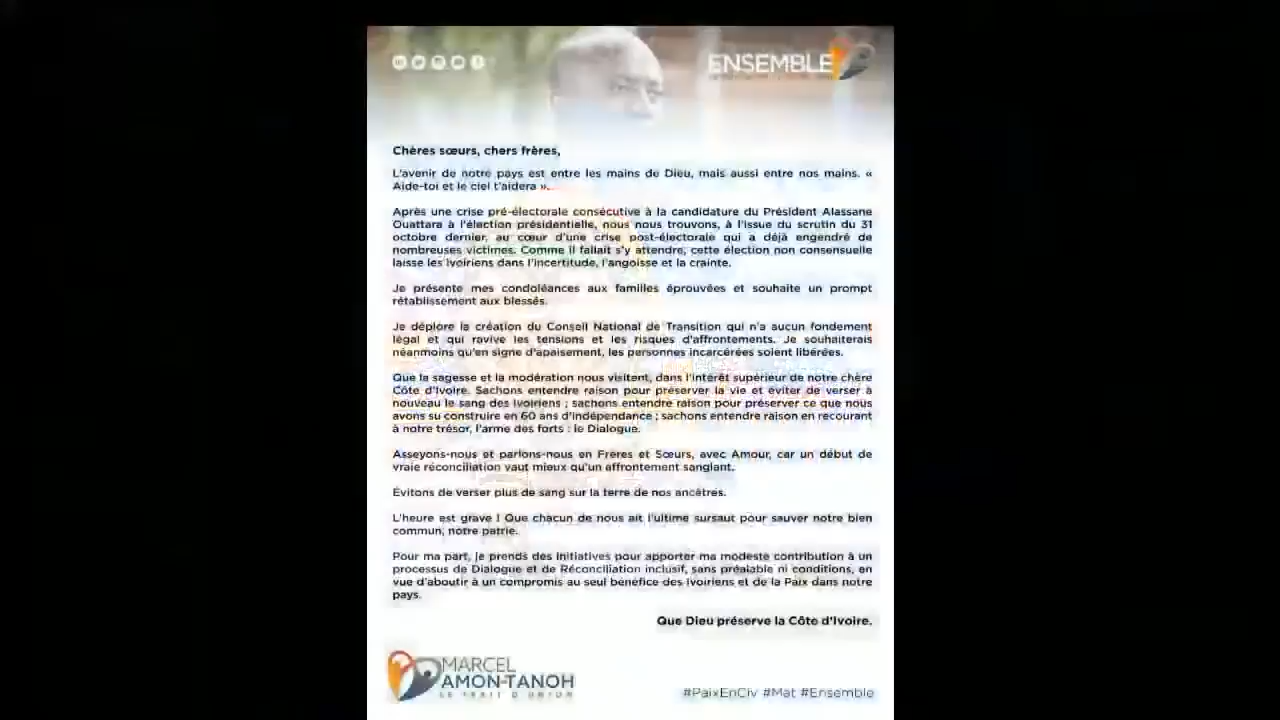 ENSEMBLE
Chères sœurs, chers frères,
L'avenir de notre pays est entre les mains de Dieu, mais aussi entre nos mains. «
Aide-toi et le ciel t'aidera ».
Après une crise pré-électorale consécutive à la candidature du Président Alassane
Ouattara à l'élection présidentielle, nous nous trouvons, à l'issue du scrutin du 31
octobre dernier, au cœur d'une crise post-électorale qui a déjà engendré de
nombreuses victimes. Comme il fallait s'y attendre, cette élection non consensuelle
laisse les Ivoiriens dans l'incertitude, l'angoisse et la crainte.
Je présente mes condoléances aux familles éprouvées et souhaite un prompt
rétablissement aux blessés.
Je déplore la création du Conseil National de Transition qui n'a aucun fondement
légal et qui ravive les tensions et les risques d'affrontements. Je souhaiterais
néanmoins qu'en signe d'apaisement, les personnes incarcérées soient libérées.
Que la sagesse et la modération nous visitent, dans l'intérêt supérieur de notre chère
Côte d'Ivoire. Sachons entendre raison pour préserver la vie et éviter de verser à
nouveau le sang des Ivoiriens ; sachons entendre raison pour préserver ce que nous
avons su construire en 60 ans d'indépendance ; sachons entendre raison en recourant
à notre trésor, l'arme des forts : le Dialogue.
Asseyons-nous et parlons-nous en Frères et Sœurs, avec Amour, car un début de
vraie réconciliation vaut mieux qu'un affrontement sanglant.
Évitons de verser plus de sang sur la terre de nos ancêtres.
L'heure est grave ! Que chacun de nous ait l'ultime sursaut pour sauver notre bien
commun, notre patrie.
Pour ma part, je prends des initiatives pour apporter ma modeste contribution à un
processus de Dialogue et de Réconciliation inclusif, sans préalable ni conditions, en
vue d'aboutir à un compromis au seul bénéfice des Ivoiriens et de la Paix dans notre
pays.
Que Dieu préserve la Côte d'Ivoire.
MARCEL
AMON-TANOH
LE TRAIT D'UNION
#PaixEnCiv #Mat #Ensemble